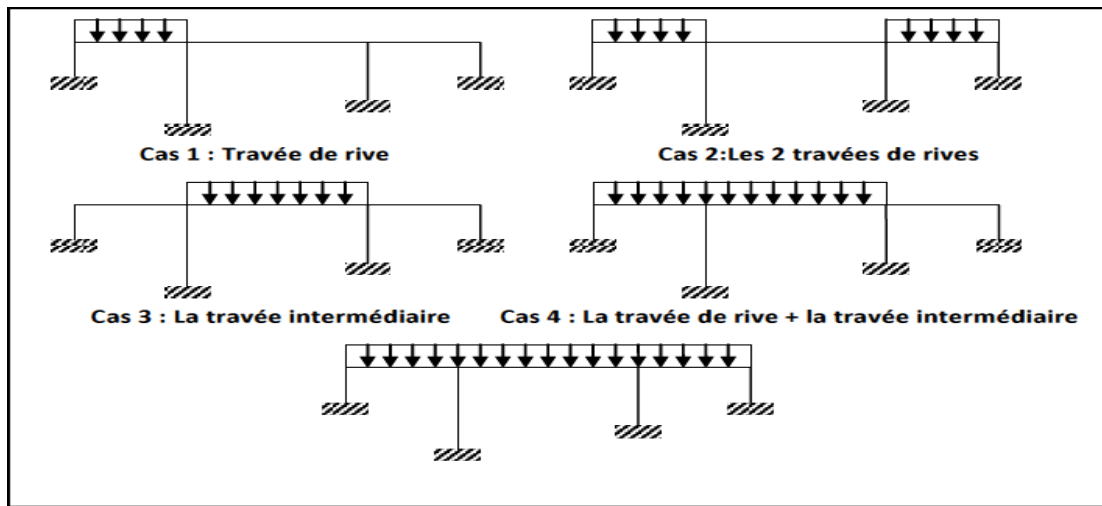 Cas 1 : Travée de rive
Cas 2:Les 2 travées de rives
Cas 3 : La travée intermédiaire
Cas 4 : La travée de rive + la travée intermédiaire